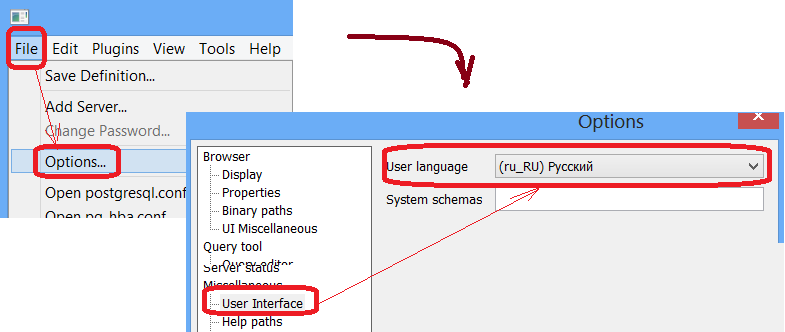 File Edit Plugins View Tools Help
Save Definition...
Add Server...
Change Password...
Options...
Open postgresql.conf
Open pg_hba.conf
Options
Browser
Display
Properties
Binary paths
UI Miscellaneous
Query tool
Query editor
Server status
Miscellaneous
User Interface
Help paths
User language (ru_RU) Русский
System schemas